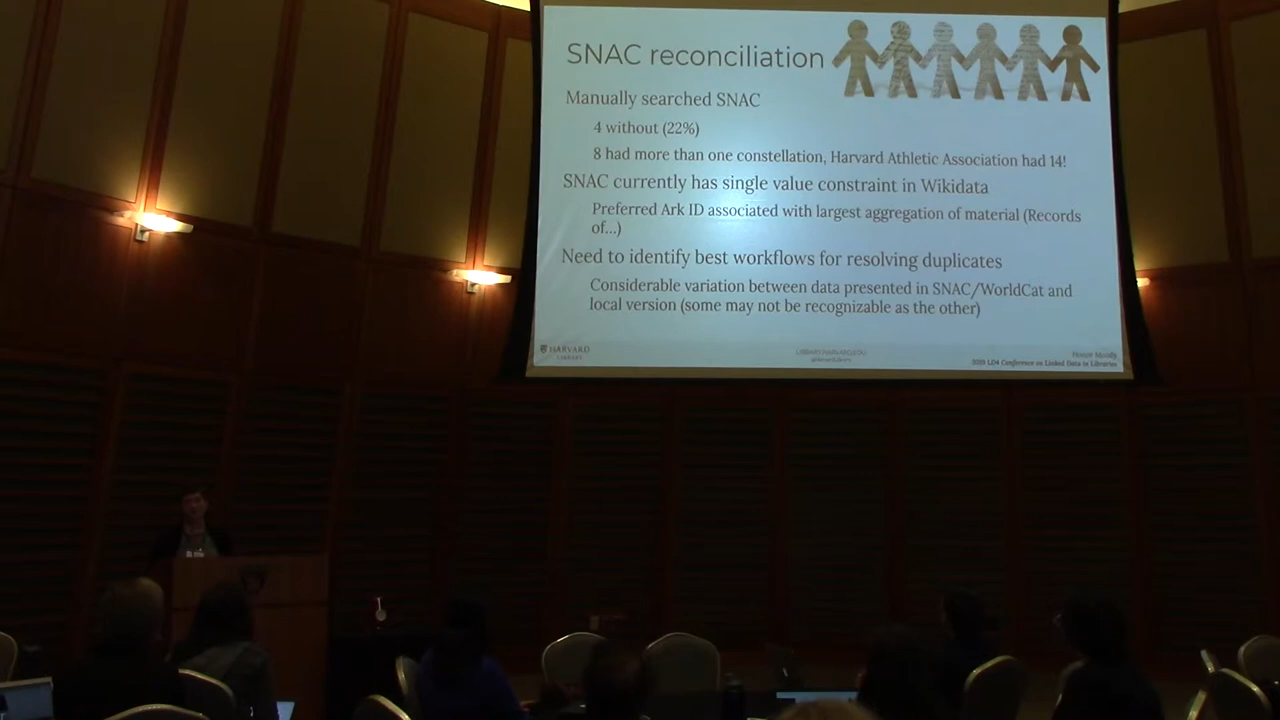 SNAC reconciliation
Manually searched SNAC
4 without (22%)
8 had more than one constellation, Harvard Athletic Association had 14!
SNAC currently has single value constraint in Wikidata
Preferred Ark ID associated with largest aggregation of material (Records
of...)
Need to identify best workflows for resolving duplicates
Considerable variation between data presented in SNAC/WorldCat and
local version (some may not be recognizable as the other)
HARVARD
LIBRARY
2019 LD4 Conference on Linked Data in Libraries